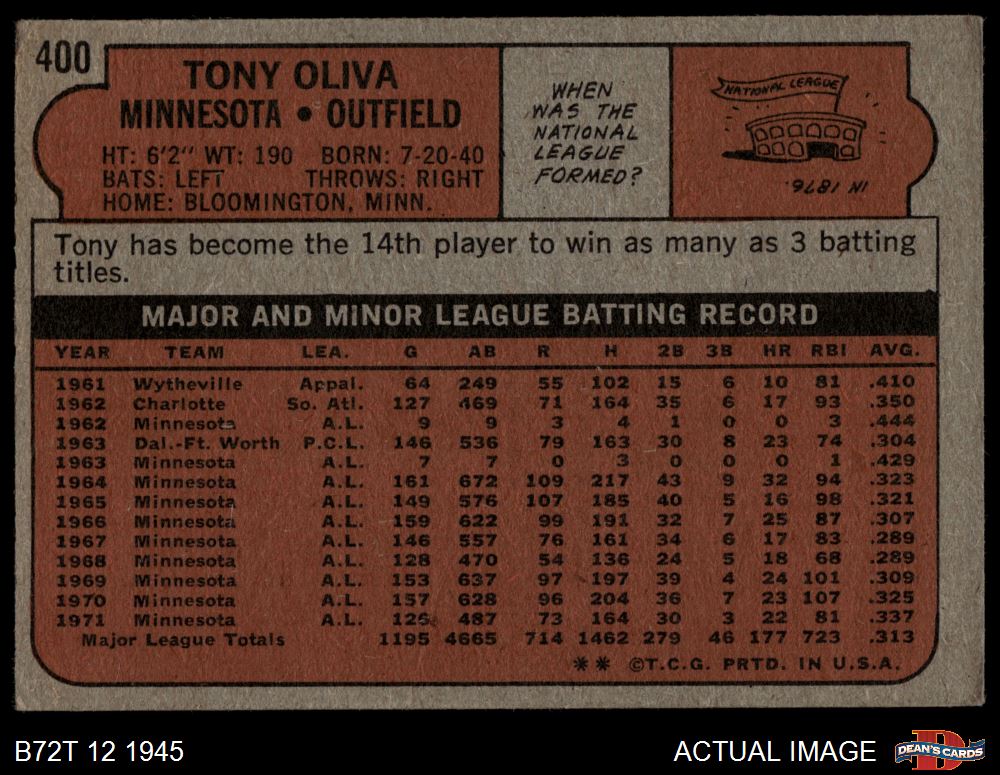 400
TONY OLIVA
MINNESOTA • OUTFIELD
HT: 6'2" WT: 190 BORN: 7-20-40
BATS: LEFT THROWS: RIGHT
HOME: BLOOMINGTON, MINN.
WHEN
WAS THE
NATIONAL
LEAGUE
FORMED?
NATIONAL LEAGUE
IN 1876.
Tony has become the 14th player to win as many as 3 batting
titles.
MAJOR AND MINOR LEAGUE BATTING RECORD
YEAR TEAM LEA. G AB R H 2B 3B HR RBI AVG.
1961 Wytheville Appal. 64 249 55 102 15 6 10 81 .410
1962 Charlotte So. Atl. 127 469 71 164 35 6 17 93 .350
1962 Minnesota A.L. 9 9 3 4 1 0 0 3 .444
1963 Dal.-Ft. Worth P.C.L. 146 536 79 163 30 8 23 74 .304
1963 Minnesota A.L. 7 7 0 3 0 0 0 1 .429
1964 Minnesota A.L. 161 672 109 217 43 9 32 94 .323
1965 Minnesota A.L. 149 576 107 185 40 5 16 98 .321
1966 Minnesota A.L. 159 622 99 191 32 7 25 87 .307
1967 Minnesota A.L. 146 557 76 161 34 6 17 83 .289
1968 Minnesota A.L. 128 470 54 136 24 5 18 68 .289
1969 Minnesota A.L. 153 637 97 197 39 4 24 101 .309
1970 Minnesota A.L. 157 628 96 204 36 7 23 107 .325
1971 Minnesota A.L. 126 487 73 164 30 3 22 81 .337
Major League Totals 1195 4665 714 1462 279 46 177 723 .313
** ©T.C.G. PRTD. IN U.S.A.
B72T 12 1945
ACTUAL IMAGE
D
DEAN'S CARDS